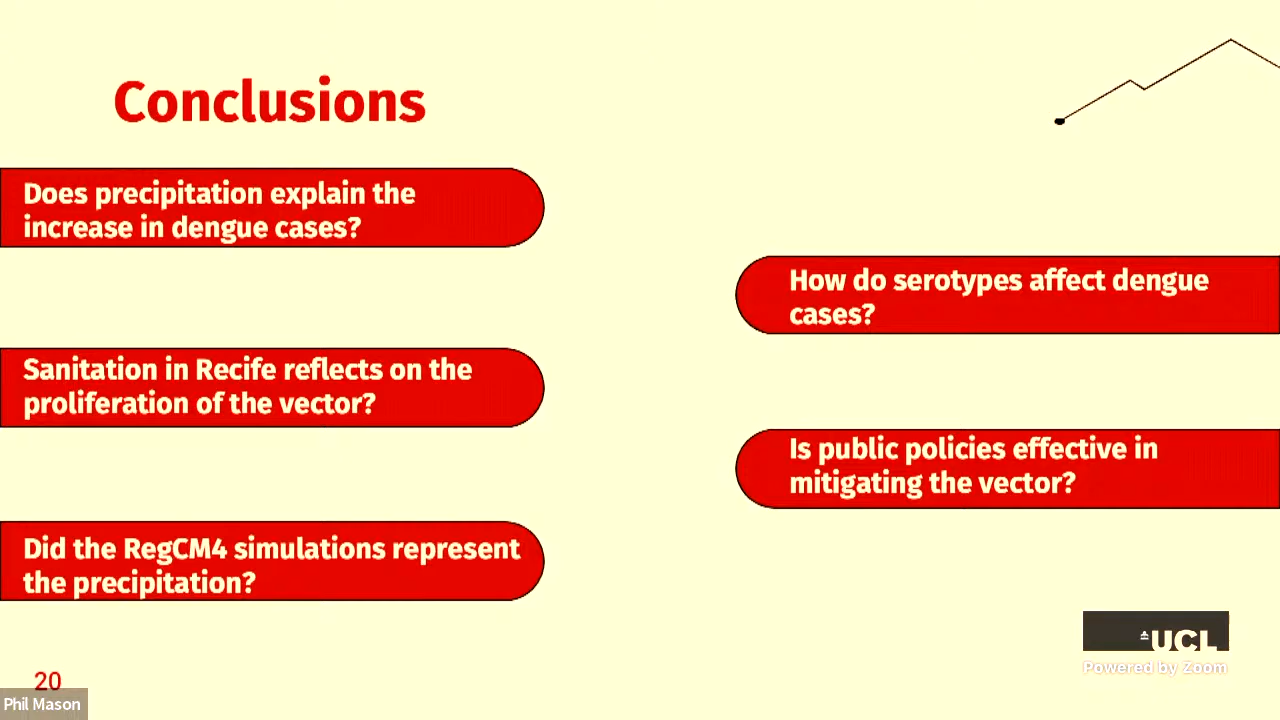 Conclusions
Does precipitation explain the
increase in dengue cases?
How do serotypes affect dengue
cases?
Sanitation in Recife reflects on the
proliferation of the vector?
Is public policies effective in
mitigating the vector?
Did the RegCM4 simulations represent
the precipitation?
UCL
Powered by Zoom
20
Phil Mason